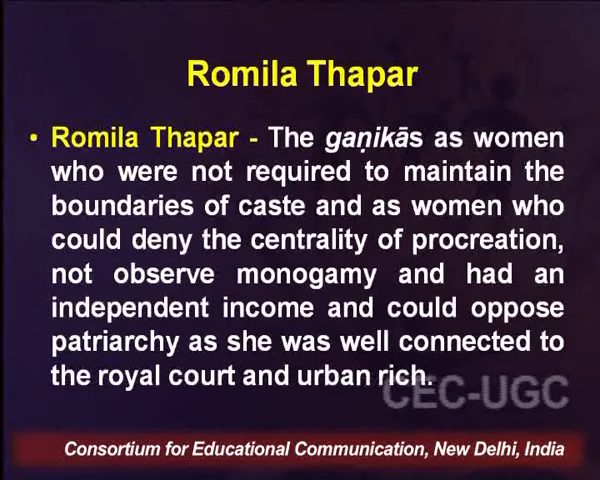 Romila Thapar
• Romila Thapar - The gaṇikās as women
who were not required to maintain the
boundaries of caste and as women who
could deny the centrality of procreation,
not observe monogamy and had an
independent income and could oppose
patriarchy as she was well connected to
the royal court and urban rich.
CEC-UGC
Consortium for Educational Communication, New Delhi, India